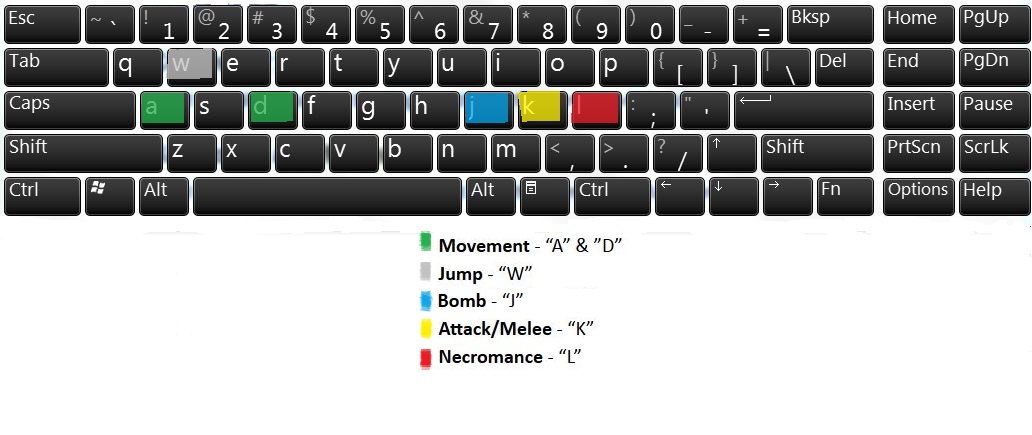 Esc ~ ` ! 1 @ 2 # 3 $ 4 % 5 ^ 6 & 7 * 8 ( 9 ) 0 _ - + = Bksp Home PgUp
Tab q w e r t y u i o p { [ } ] | \ Del End PgDn
Caps a s d f g h j k l : ; " ' Insert Pause
Shift z x c v b n m < , > . ? / ↑ Shift PrtScn ScrLk
Ctrl Alt Alt Ctrl ← ↓ → Fn Options Help
Movement - “A” & ”D”
Jump - “W”
Bomb - “J”
Attack/Melee - “K”
Necromance - “L”